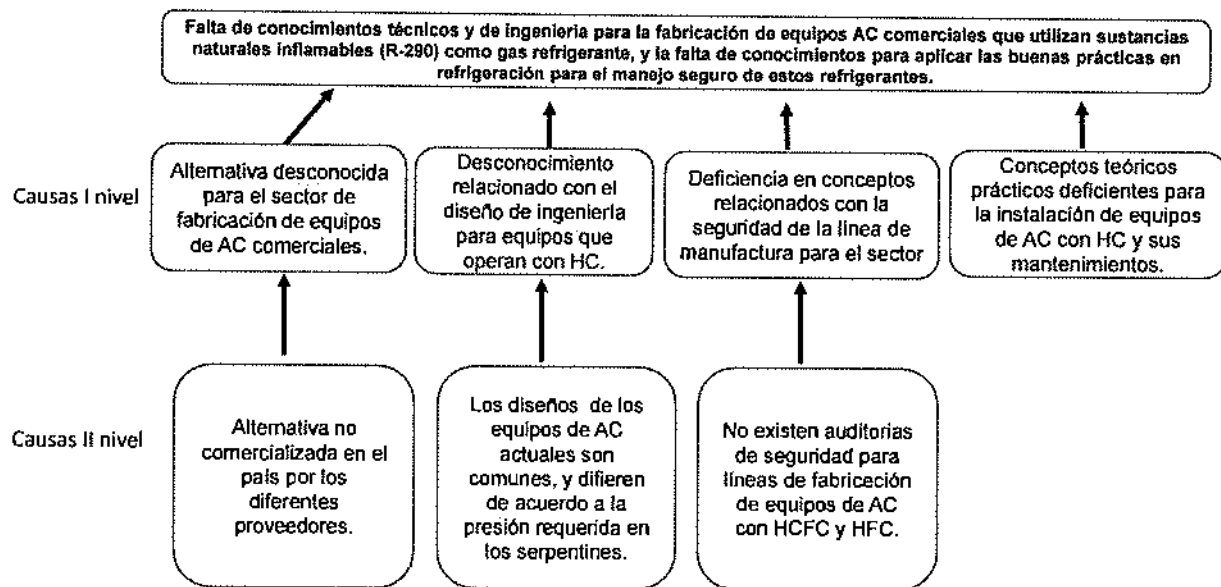 Falta de conocimientos técnicos y de ingeniería para la fabricación de equipos AC comerciales que utilizan sustancias
naturales inflamables (R-290) como gas refrigerante, y la falta de conocimientos para aplicar las buenas prácticas en
refrigeración para el manejo seguro de estos refrigerantes.
Causas I nivel
Alternativa desconocida
para el sector de
fabricación de equipos
de AC comerciales.
Desconocimiento
relacionado con el
diseño de ingeniería
para equipos que
operan con HC.
Deficiencia en conceptos
relacionados con la
seguridad de la línea de
manufactura para el sector
Conceptos teóricos
prácticos deficientes para
la instalación de equipos
de AC con HC y sus
mantenimientos.
Causas II nivel
Alternativa no
comercializada en el
país por los
diferentes
proveedores.
Los diseños de los
equipos de AC
actuales son
comunes, y difieren
de acuerdo a la
presión requerida en
los serpentines.
No existen auditorias
de seguridad para
líneas de fabriceción
de equipos de AC
con HCFC y HFC.